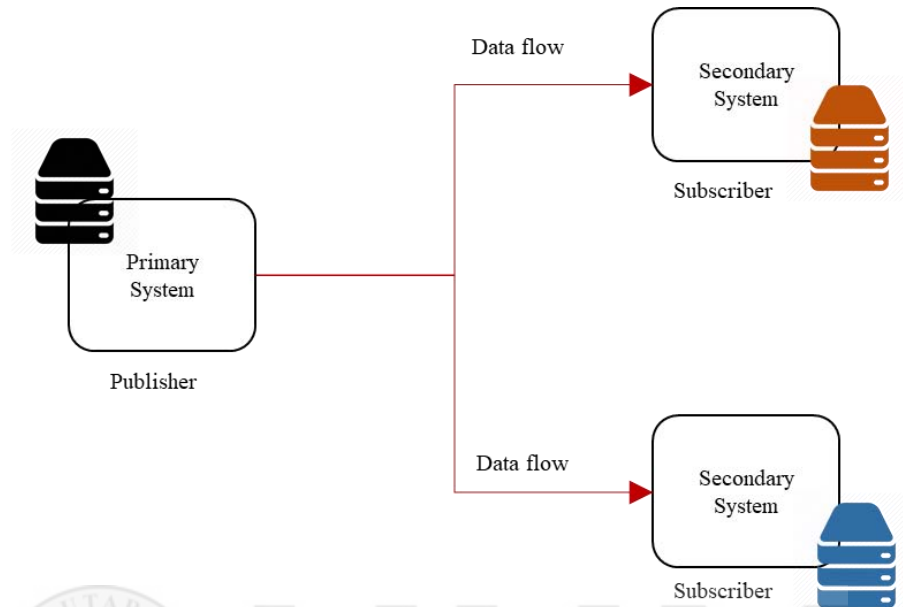 Data flow
Secondary
System
Subscriber
Primary
System
Publisher
Data flow
Secondary
System
Subscriber